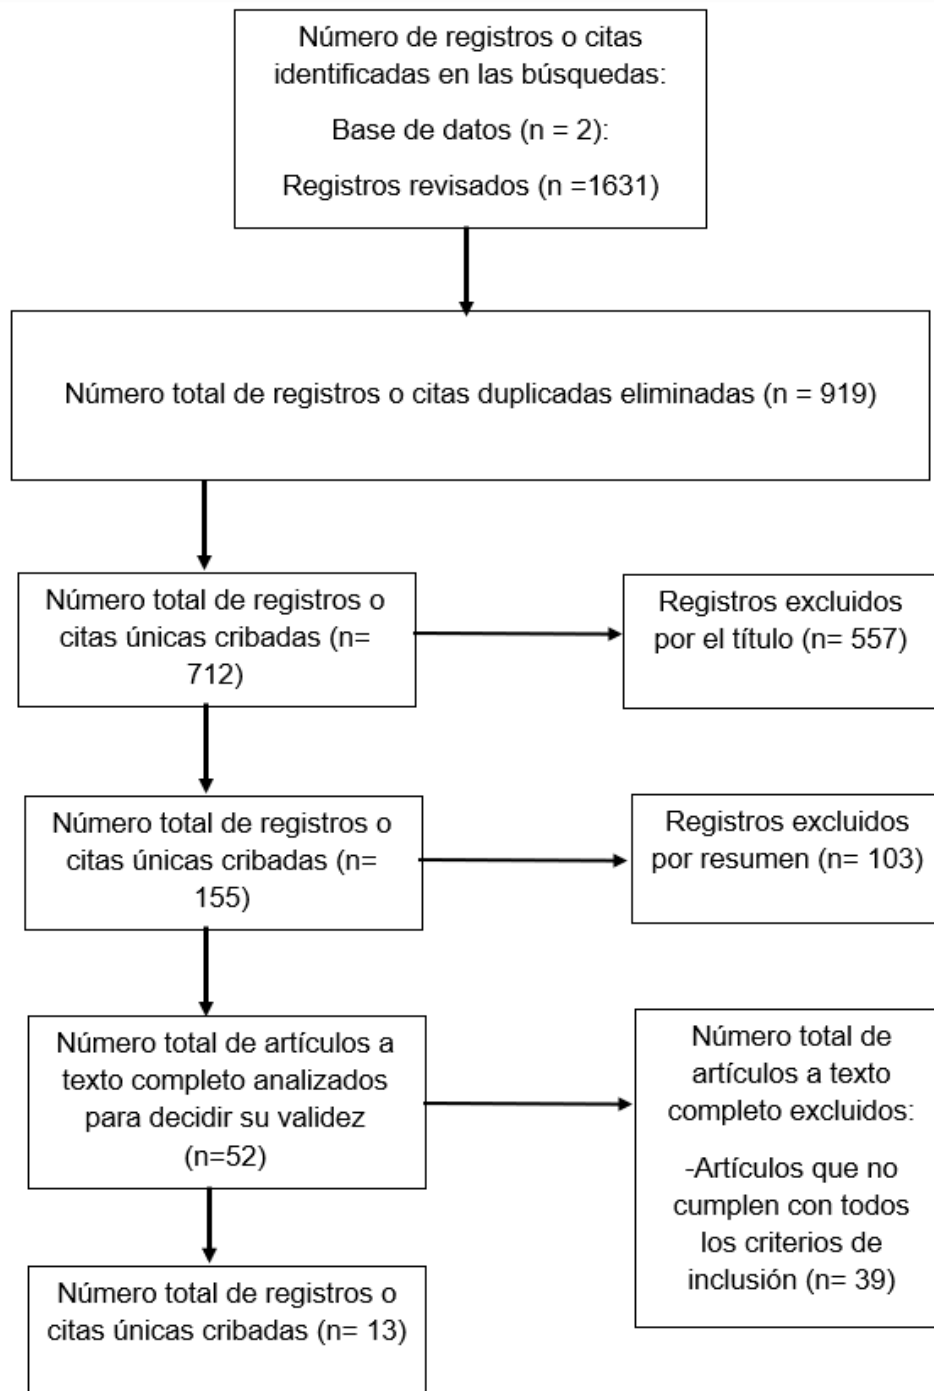 Número de registros o citas
identificadas en las búsquedas:
Base de datos (n = 2):
Registros revisados (n =1631)
Número total de registros o citas duplicadas eliminadas (n = 919)
Número total de registros o
citas únicas cribadas (n=
712)
Registros excluidos
por el título (n= 557)
Número total de registros o
citas únicas cribadas (n=
155)
Registros excluidos
por resumen (n= 103)
Número total de artículos a
texto completo analizados
para decidir su validez
(n=52)
Número total de
artículos a texto
completo excluidos:
-Artículos que no
cumplen con todos
los criterios de
inclusión (n= 39)
Número total de registros o
citas únicas cribadas (n= 13)